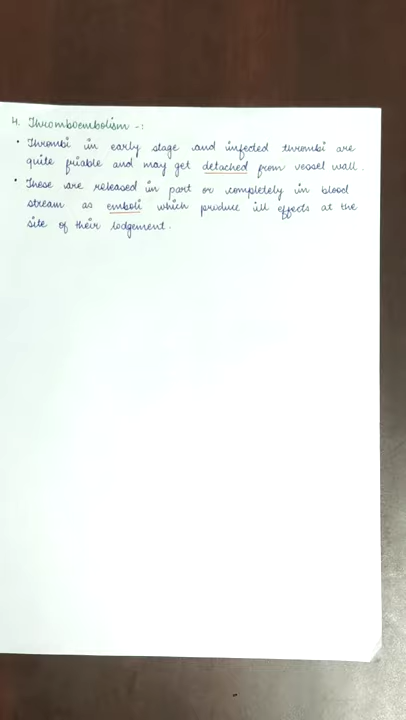 4. Thromboembolism -:
• Thrombi in early stage and infected thrombi are
quite friable and may get detached from vessel wall.
• These are released in part or completely in blood
stream as emboli which produce ill effects at the
site of their lodgement.